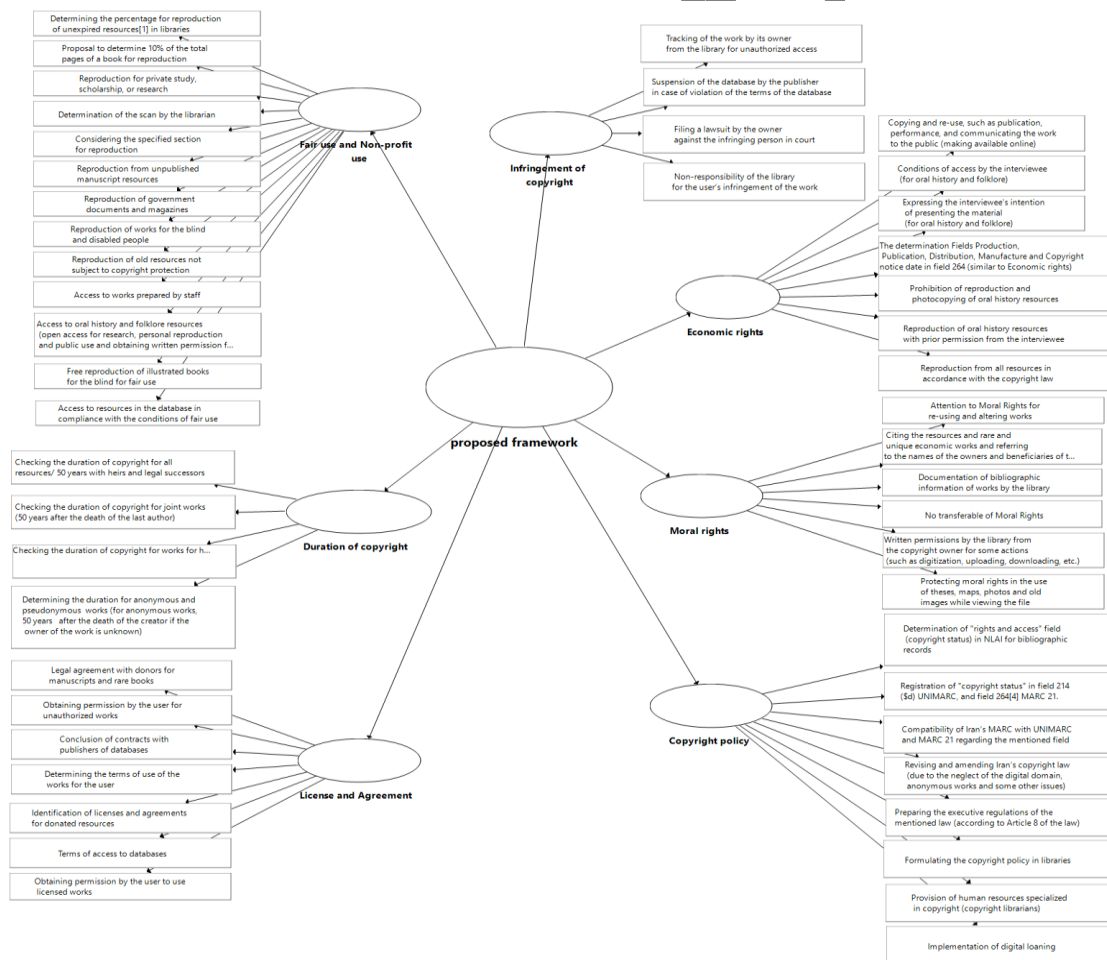 Determining the percentage for reproduction
of unexpired resources[1] in libraries
Proposal to determine 10% of the total
pages of a book for reproduction
Reproduction for private study,
scholarship, or research
Determination of the scan by the librarian
Considering the specified section
for reproduction
Reproduction from unpublished
manuscript resources
Reproduction of government
documents and magazines
Reproduction of works for the blind
and disabled people
Reproduction of old resources not
subject to copyright protection
Access to works prepared by staff
Access to oral history and folklore resources
(open access for research, personal reproduction
and public use and obtaining written permission f...
Free reproduction of illustrated books
for the blind for fair use
Access to resources in the database in
compliance with the conditions of fair use
Fair use and Non-profit
use
Tracking of the work by its owner
from the library for unauthorized access
Suspension of the database by the publisher
in case of violation of the terms of the database
Filing a lawsuit by the owner
against the infringing person in court
Non-responsibility of the library
for the user's infringement of the work
Infringement of
copyright
Copying and re-use, such as publication,
performance, and communicating the work
to the public (making available online)
Conditions of access by the interviewee
(for oral history and folklore)
Expressing the interviewee's intention
of presenting the material
(for oral history and folklore)
The determination Fields Production,
Publication, Distribution, Manufacture and Copyright
notice date in field 264 (similar to Economic rights)
Prohibition of reproduction and
photocopying of oral history resources
Reproduction of oral history resources
with prior permission from the interviewee
Reproduction from all resources in
accordance with the copyright law
Economic rights
proposed framework
Attention to Moral Rights for
re-using and altering works
Citing the resources and rare and
unique economic works and referring
to the names of the owners and beneficiaries of t...
Documentation of bibliographic
information of works by the library
No transferable of Moral Rights
Written permissions by the library from
the copyright owner for some actions
(such as digitization, uploading, downloading, etc.)
Protecting moral rights in the use
of theses, maps, photos and old
images while viewing the file
Moral rights
Checking the duration of copyright for all
resources/ 50 years with heirs and legal successors
Checking the duration of copyright for joint works
(50 years after the death of the last author)
Checking the duration of copyright for works for h...
Determining the duration for anonymous and
pseudonymous works (for anonymous works,
50 years after the death of the creator if the
owner of the work is unknown)
Duration of copyright
Legal agreement with donors for
manuscripts and rare books
Obtaining permission by the user for
unauthorized works
Conclusion of contracts with
publishers of databases
Determining the terms of use of the
works for the user
Identification of licenses and agreements
for donated resources
Terms of access to databases
Obtaining permission by the user to use
licensed works
License and Agreement
Determination of "rights and access" field
(copyright status) in NLAI for bibliographic
records
Registration of "copyright status" in field 214
($d) UNIMARC, and field 264[4] MARC 21.
Compatibility of Iran's MARC with UNIMARC
and MARC 21 regarding the mentioned field
Revising and amending Iran's copyright law
(due to the neglect of the digital domain,
anonymous works and some other issues)
Preparing the executive regulations of the
mentioned law (according to Article 8 of the law)
Formulating the copyright policy in libraries
Provision of human resources specialized
in copyright (copyright librarians)
Implementation of digital loaning
Copyright policy